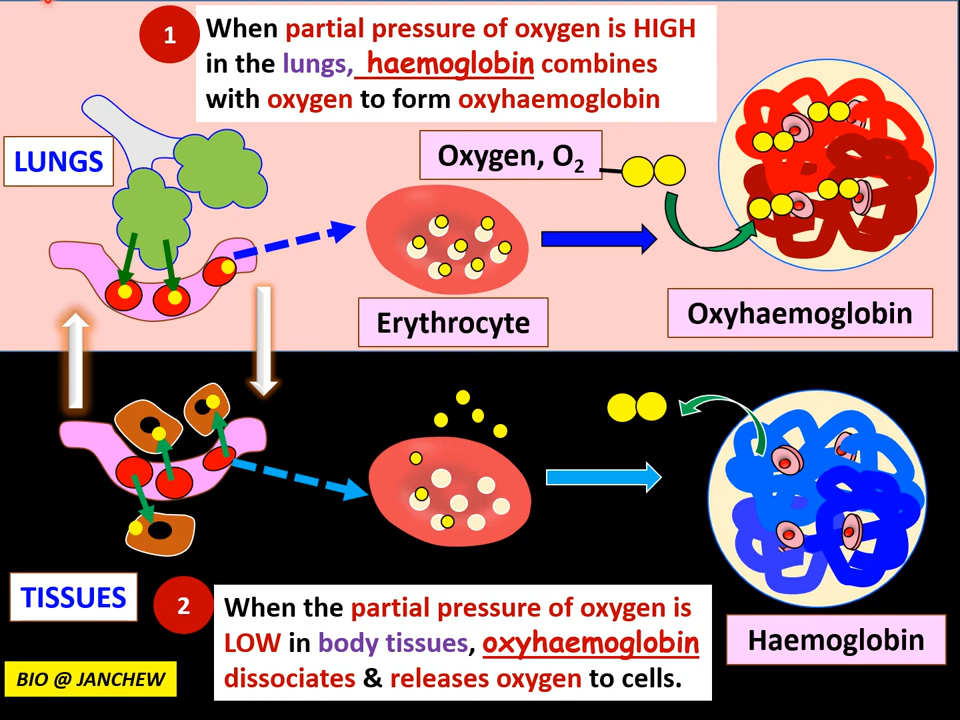 1
When partial pressure of oxygen is HIGH
in the lungs, haemoglobin combines
with oxygen to form oxyhaemoglobin
LUNGS
Oxygen, O₂
Erythrocyte
Oxyhaemoglobin
TISSUES
2
When the partial pressure of oxygen is
LOW in body tissues, oxyhaemoglobin
dissociates & releases oxygen to cells.
Haemoglobin
BIO @ JANCHEW